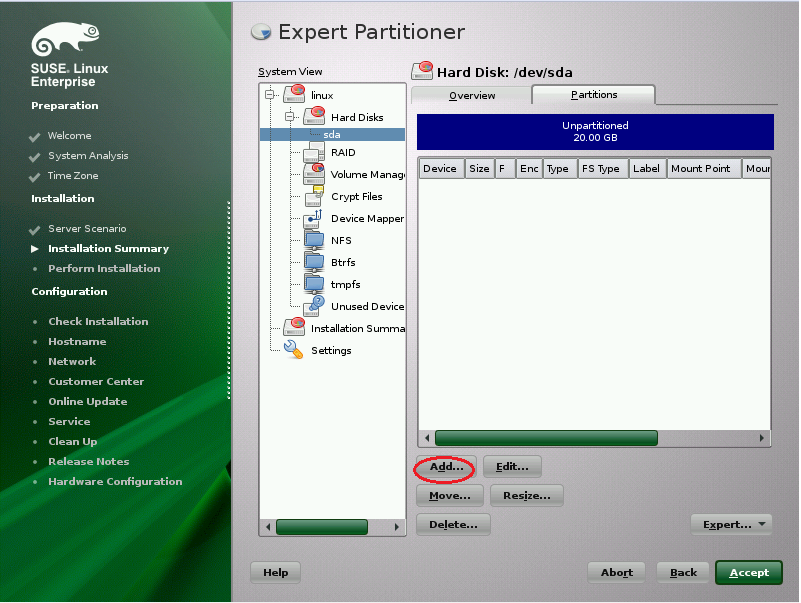 SUSE. Linux
Enterprise
Preparation
Welcome
System Analysis
Time Zone
Installation
Server Scenario
Installation Summary
Perform Installation
Configuration
Check Installation
Hostname
Network
Customer Center
Online Update
Service
Clean Up
Release Notes
Hardware Configuration
Expert Partitioner
System View
linux
Hard Disks
sda
RAID
Volume Manag
Crypt Files
Device Mapper
NFS
Btrfs
tmpfs
Unused Device
Installation Summa
Settings
Hard Disk: /dev/sda
Overview Partitions
Unpartitioned
20.00 GB
Device Size F Enc Type FS Type Label Mount Point Moun
Add... Edit...
Move... Resize...
Delete... Expert...
Help Abort Back Accept